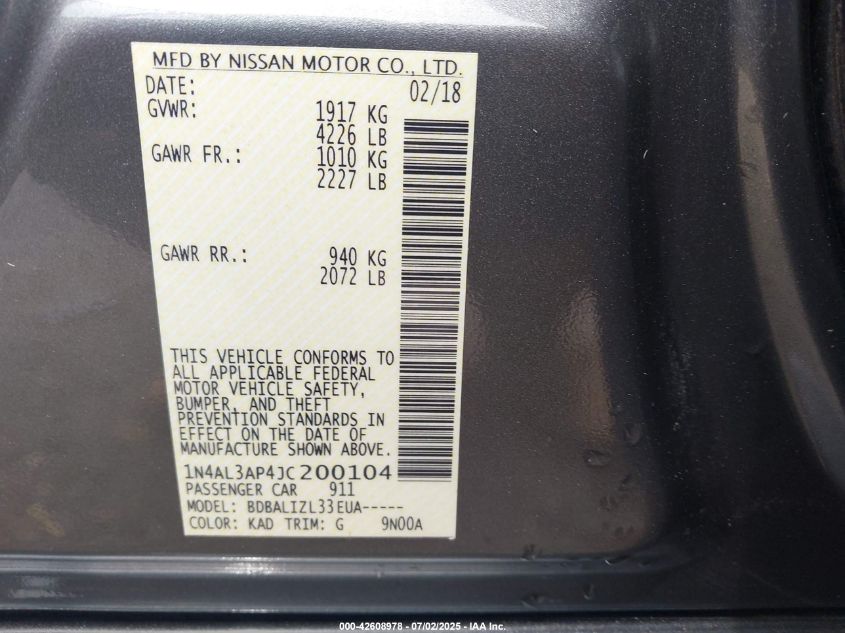 MFD BY NISSAN MOTOR CO., LTD.
DATE: 02/18
GVWR: 1917 KG
4226 LB
GAWR FR.: 1010 KG
2227 LB
GAWR RR.: 940 KG
2072 LB
THIS VEHICLE CONFORMS TO
ALL APPLICABLE FEDERAL
MOTOR VEHICLE SAFETY,
BUMPER, AND THEFT
PREVENTION STANDARDS IN
EFFECT ON THE DATE OF
MANUFACTURE SHOWN ABOVE.
1N4AL3AP4JC200104
PASSENGER CAR 911
MODEL: BDBALIZL33EUA-----
COLOR: KAD TRIM: G 9N00A
000-42608978 - 07/02/2025 - IAA Inc.